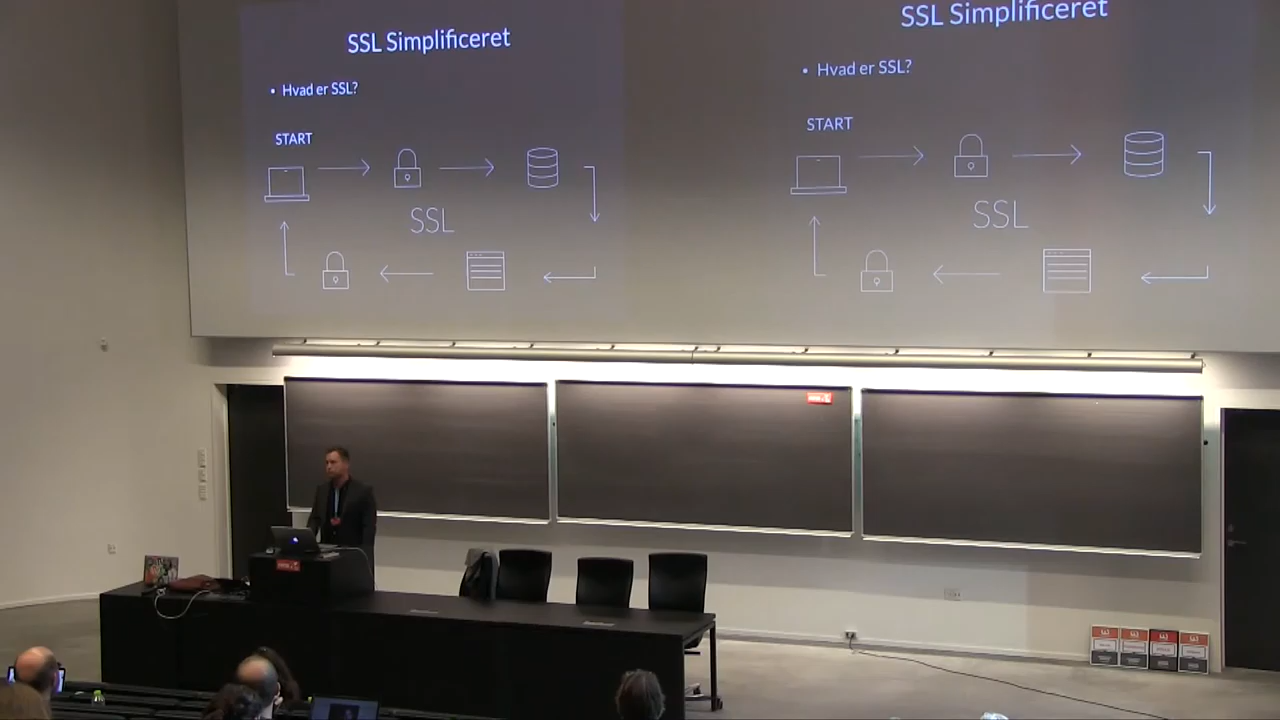 SSL Simplificeret
• Hvad er SSL?
START
SSL
SSL Simplificeret
• Hvad er SSL?
START
SSL